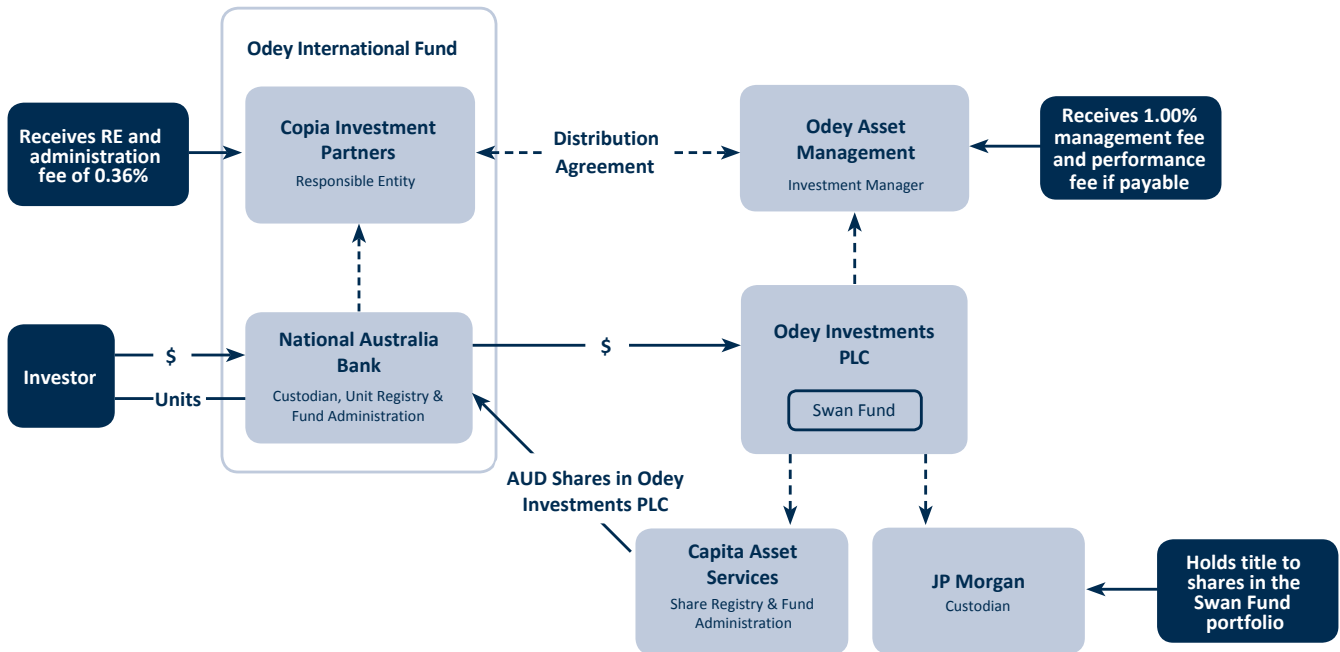 Odey International Fund
Receives RE and
administration
fee of 0.36%
Copia Investment
Partners
Responsible Entity
Distribution
Agreement
Odey Asset
Management
Investment Manager
Receives 1.00%
management fee
and performance
fee if payable
Investor
$
Units
National Australia
Bank
Custodian, Unit Registry &
Fund Administration
$
Odey Investments
PLC
Swan Fund
AUD Shares in Odey
Investments PLC
Capita Asset
Services
Share Registry & Fund
Administration
JP Morgan
Custodian
Holds title to
shares in the
Swan Fund
portfolio